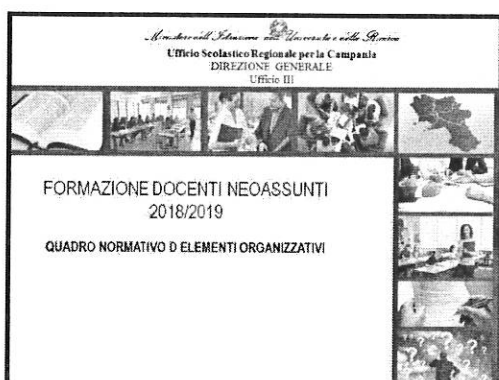 Ministero dell'Istruzione dell'Università e della Ricerca
Ufficio Scolastico Regionale per la Campania
DIREZIONE GENERALE
Ufficio III
FORMAZIONE DOCENTI NEOASSUNTI
2018/2019
QUADRO NORMATIVO D ELEMENTI ORGANIZZATIVI